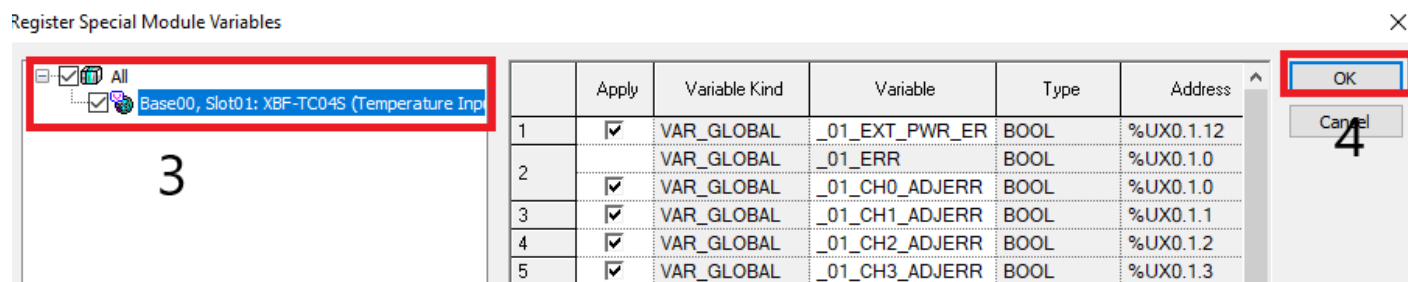 Register Special Module Variables
All
Base00, Slot01: XBF-TC04S (Temperature Inp
3
Apply Variable Kind Variable Type Address
1 VAR_GLOBAL _01_EXT_PWR_ER BOOL %UX0.1.12
2 VAR_GLOBAL _01_ERR BOOL %UX0.1.0
VAR_GLOBAL _01_CH0_ADJERR BOOL %UX0.1.0
3 VAR_GLOBAL _01_CH1_ADJERR BOOL %UX0.1.1
4 VAR_GLOBAL _01_CH2_ADJERR BOOL %UX0.1.2
5 VAR_GLOBAL _01_CH3_ADJERR BOOL %UX0.1.3
OK
Cancel
4